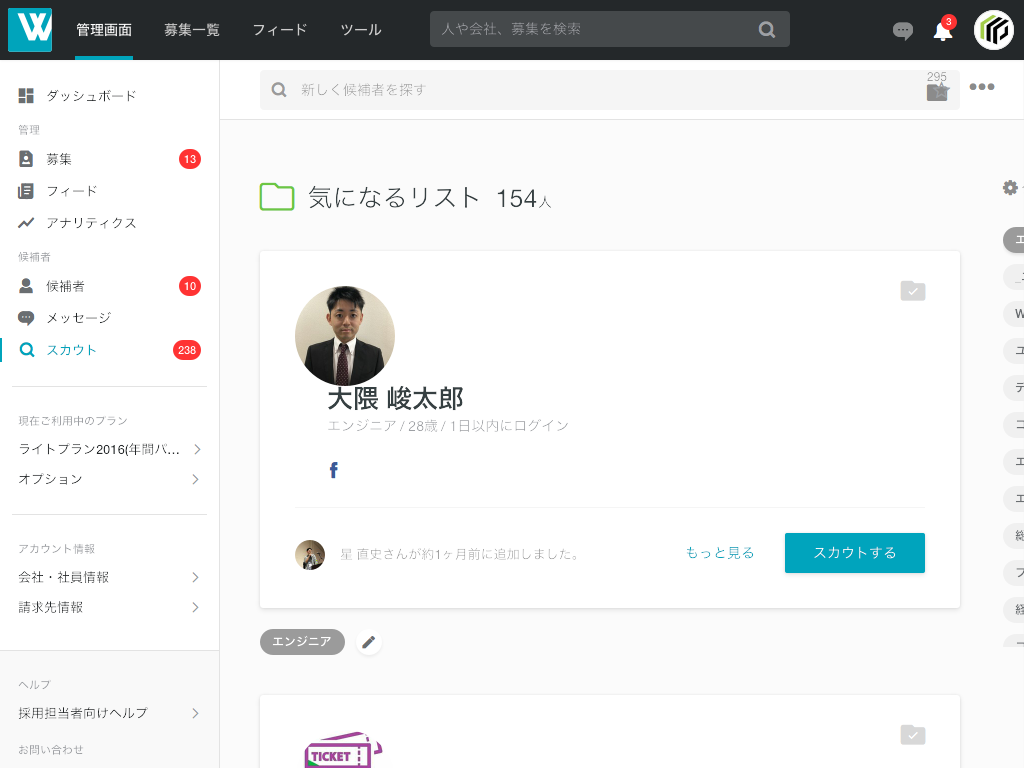 W
管理画面
募集一覧
フィード
ツール
人や会社、募集を検索
3
ダッシュボード
管理
募集
13
フィード
アナリティクス
候補者
候補者
10
メッセージ
スカウト
238
現在ご利用中のプラン
ライトプラン2016(年間パ...
オプション
アカウント情報
会社・社員情報
請求先情報
ヘルプ
採用担当者向けヘルプ
お問い合わせ
新しく候補者を探す
295
気になるリスト 154人
大隈 峻太郎
エンジニア / 28歳 / 1日以内にログイン
f
星 直史さんが約1ヶ月前に追加しました。
もっと見る
スカウトする
エンジニア
TICKET
エ
_エ
W
エ
デ
コ
エ
エ
総
プ
経